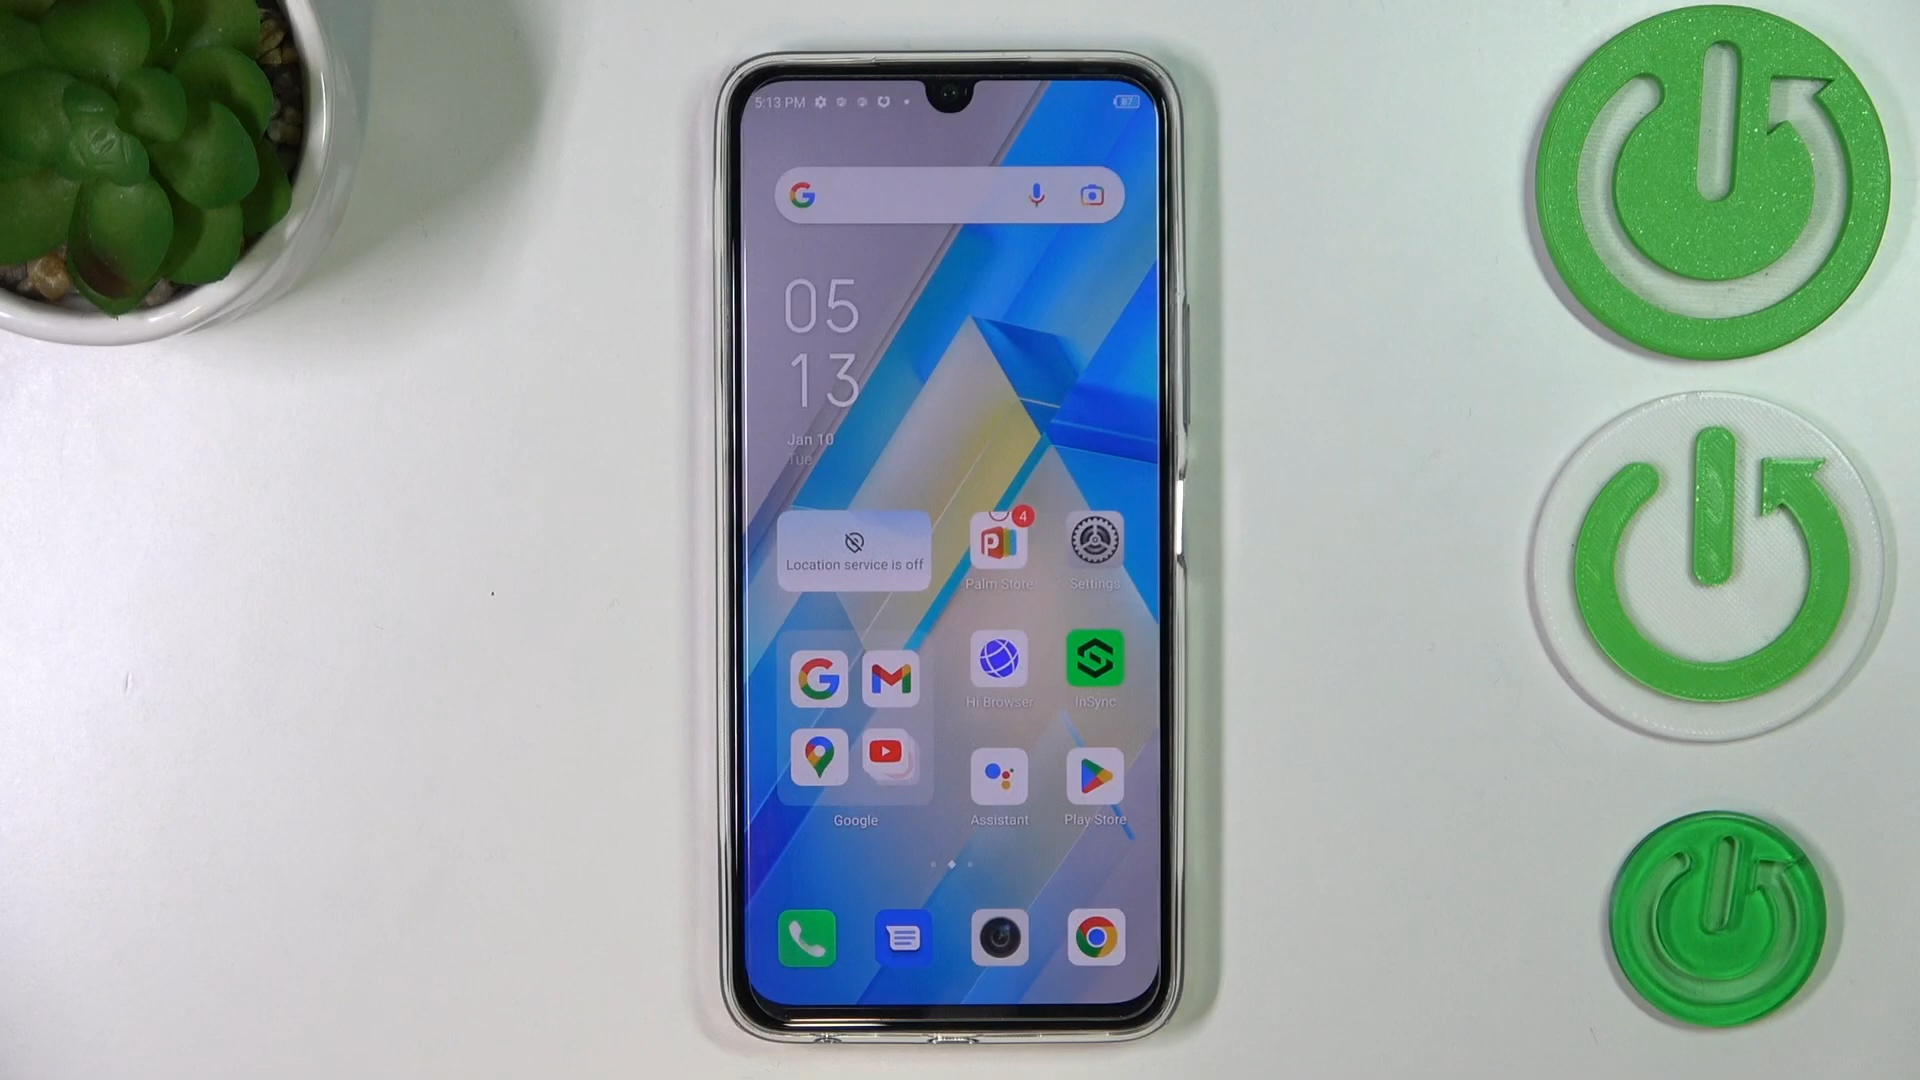 5:13 PM
87
05
13
Jan 10
Tue
Location service is off
4
Palm Store
Settings
Hi Browser
InSync
Google
Assistant
Play Store